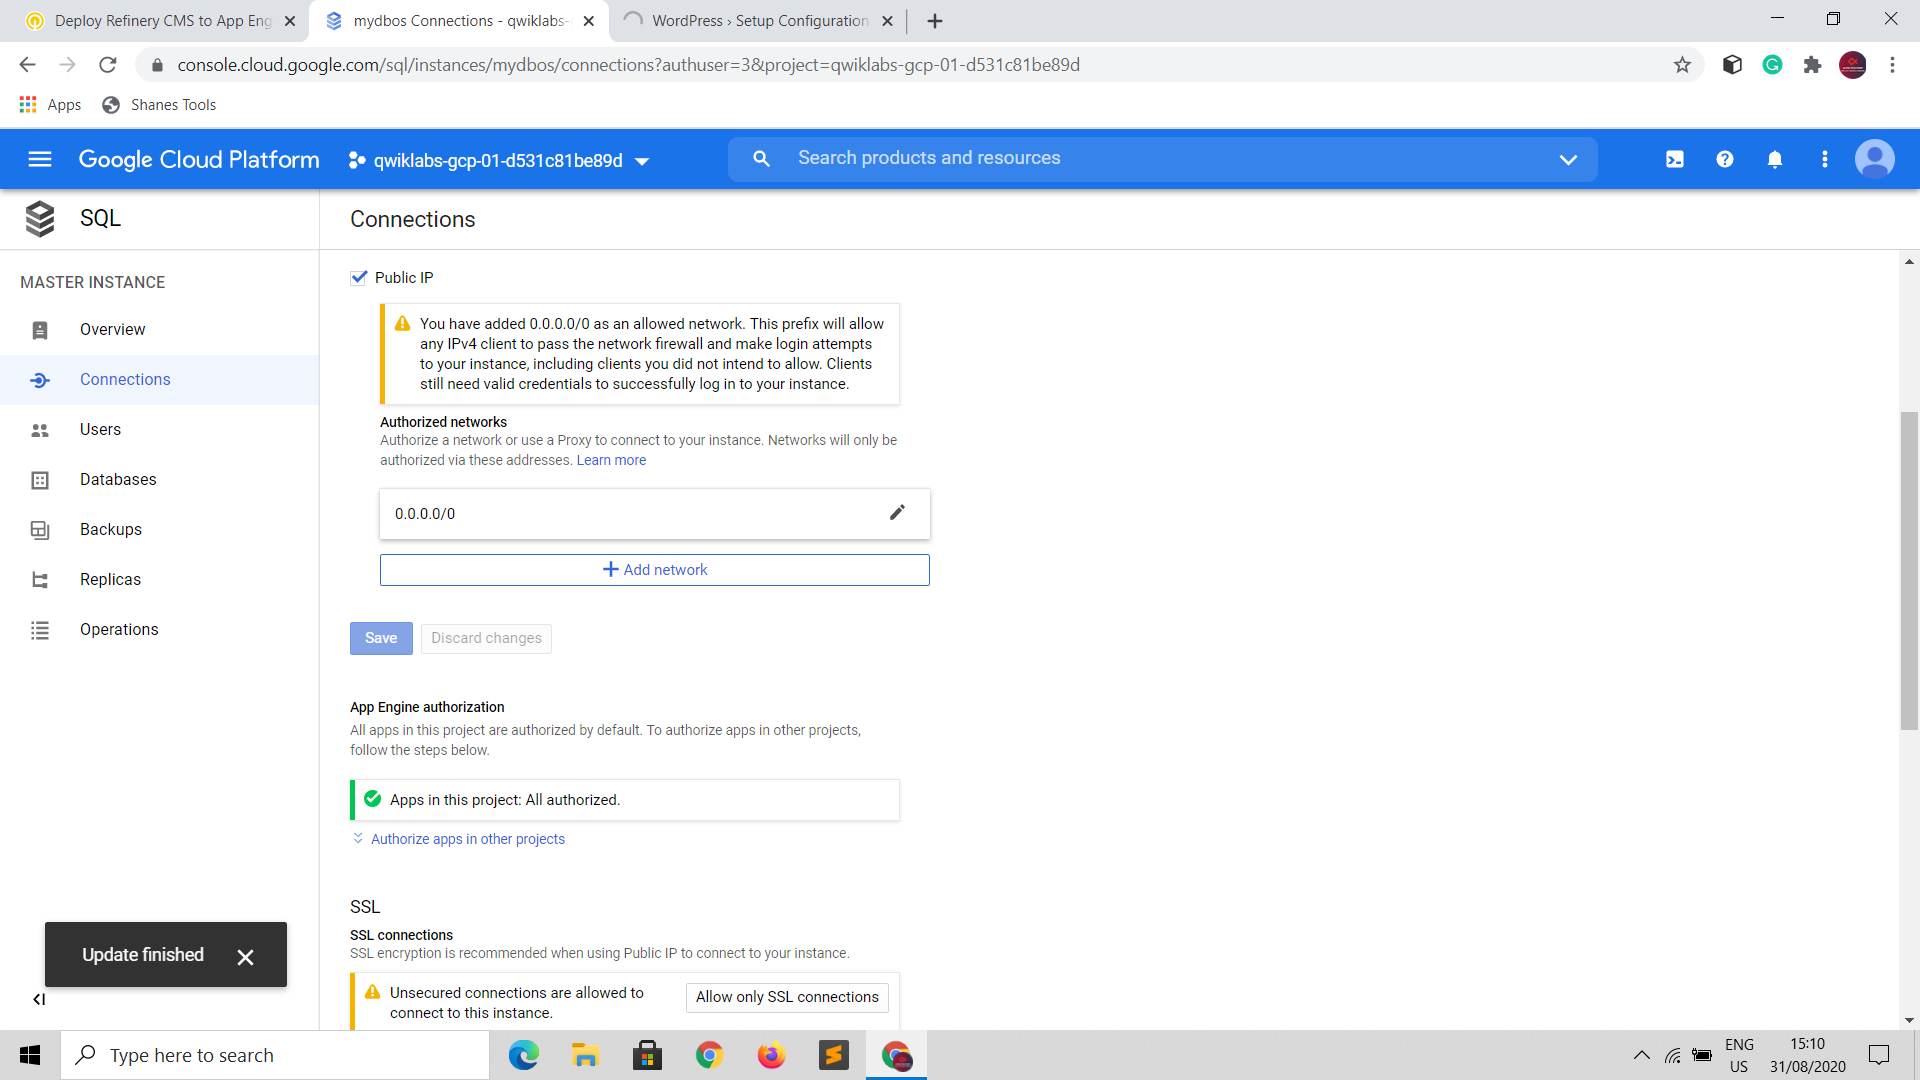 Deploy Refinery CMS to App Eng
mydbos Connections - qwiklabs-
WordPress › Setup Configuration
console.cloud.google.com/sql/instances/mydbos/connections?authuser=3&project=qwiklabs-gcp-01-d531c81be89d
Apps
Shanes Tools
Google Cloud Platform
qwiklabs-gcp-01-d531c81be89d
Search products and resources
SQL
Connections
MASTER INSTANCE
Overview
Connections
Users
Databases
Backups
Replicas
Operations
Public IP
You have added 0.0.0.0/0 as an allowed network. This prefix will allow
any IPv4 client to pass the network firewall and make login attempts
to your instance, including clients you did not intend to allow. Clients
still need valid credentials to successfully log in to your instance.
Authorized networks
Authorize a network or use a Proxy to connect to your instance. Networks will only be
authorized via these addresses. Learn more
0.0.0.0/0
Add network
Save
Discard changes
App Engine authorization
All apps in this project are authorized by default. To authorize apps in other projects,
follow the steps below.
Apps in this project: All authorized.
Authorize apps in other projects
SSL
SSL connections
SSL encryption is recommended when using Public IP to connect to your instance.
Unsecured connections are allowed to
connect to this instance.
Allow only SSL connections
Update finished
Type here to search
ENG
US
15:10
31/08/2020